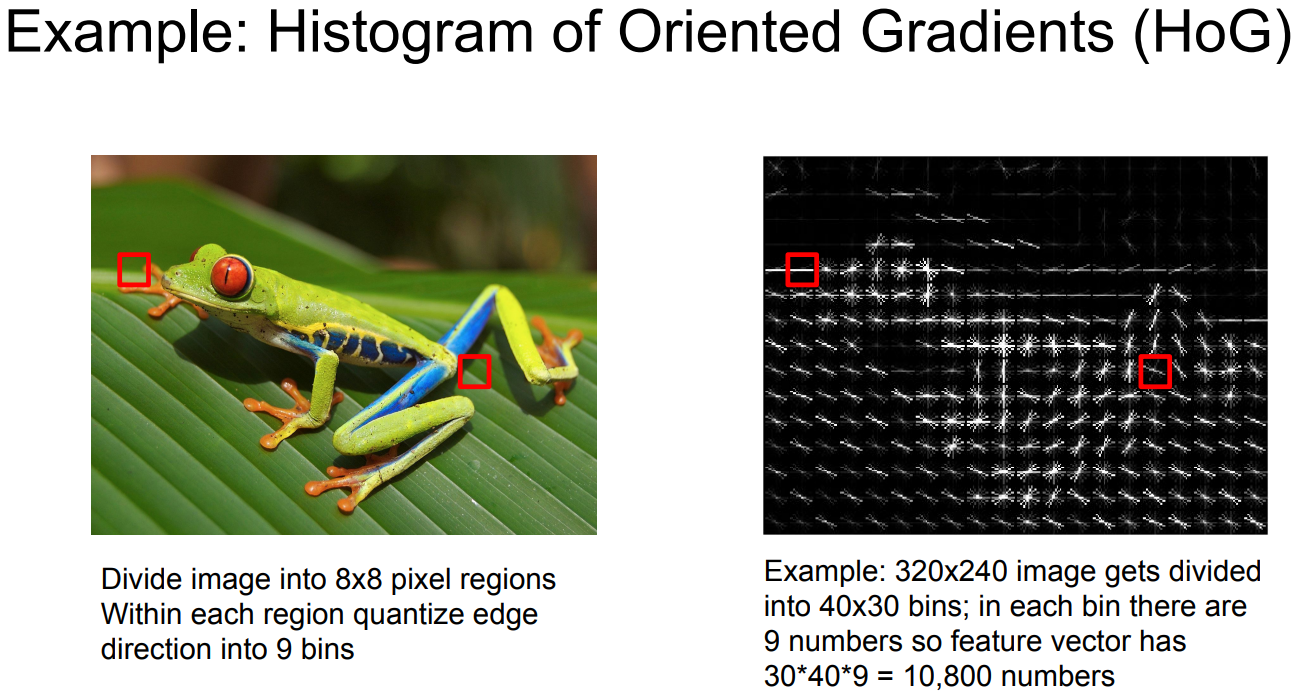 Example: Histogram of Oriented Gradients (HoG)
Divide image into 8x8 pixel regions
Within each region quantize edge
direction into 9 bins
Example: 320x240 image gets divided
into 40x30 bins; in each bin there are
9 numbers so feature vector has
30*40*9 = 10,800 numbers